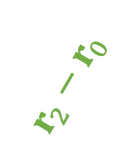 r₂ – r₀